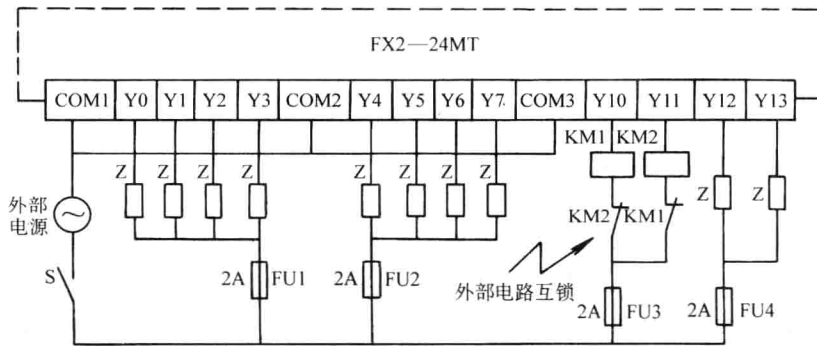 FX2—24MT
COM1 Y0 Y1 Y2 Y3 COM2 Y4 Y5 Y6 Y7 COM3 Y10 Y11 Y12 Y13
KM1 KM2
Z Z Z Z Z Z Z Z Z Z
外部
电源
KM2 KM1
S
2A FU1 2A FU2
外部电路互锁
2A FU3 2A FU4